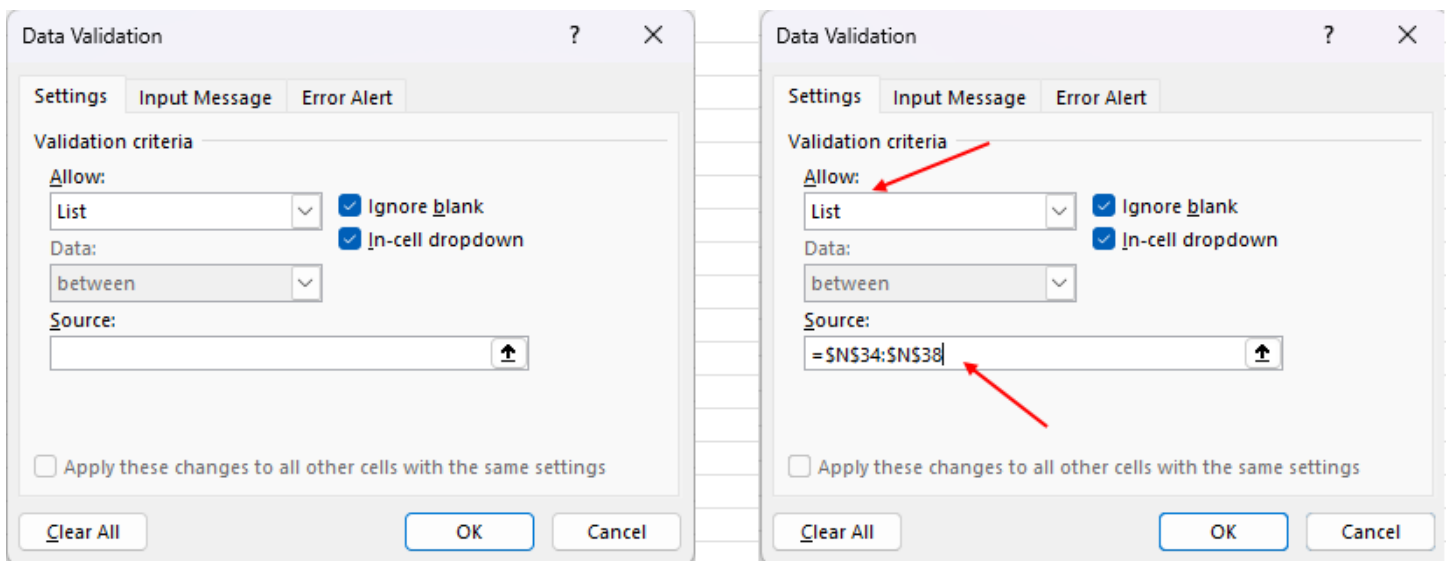 Data Validation ? ×
Settings Input Message Error Alert
Validation criteria
Allow:
List
Ignore blank
In-cell dropdown
Data:
between
Source:
Apply these changes to all other cells with the same settings
Clear All OK Cancel
Data Validation ? ×
Settings Input Message Error Alert
Validation criteria
Allow:
List
Ignore blank
In-cell dropdown
Data:
between
Source:
=$N$34:$N$38
Apply these changes to all other cells with the same settings
Clear All OK Cancel